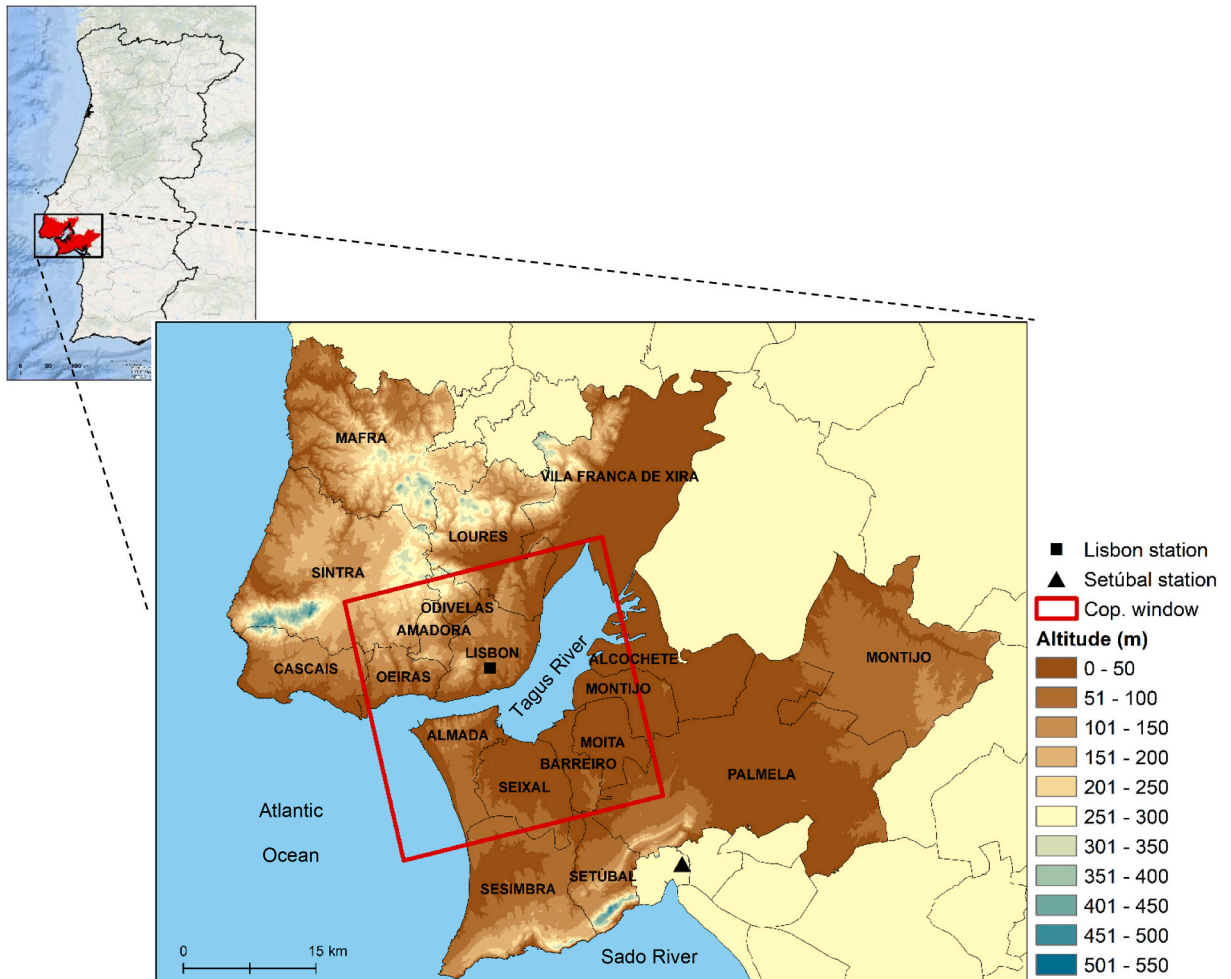 MAFRA
VILA FRANCA DE XIRA
LOURES
SINTRA
ODIVELAS
AMADORA
LISBON
CASCAIS
OEIRAS
Tagus River
ALCOCHETE
MONTIJO
MONTIJO
ALMADA
MOITA
BARREIRO
SEIXAL
PALMELA
Atlantic
Ocean
SESIMBRA
SETÚBAL
Sado River
0 15 km
Lisbon station
Setúbal station
Cop. window
Altitude (m)
0 - 50
51 - 100
101 - 150
151 - 200
201 - 250
251 - 300
301 - 350
351 - 400
401 - 450
451 - 500
501 - 550